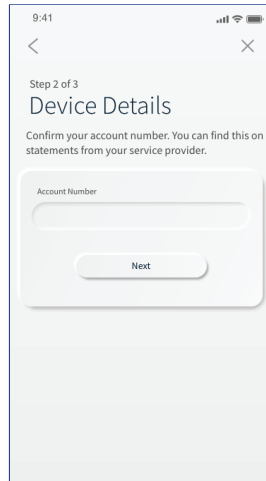 9:41
Step 2 of 3
Device Details
Confirm your account number. You can find this on
statements from your service provider.
Account Number
Next